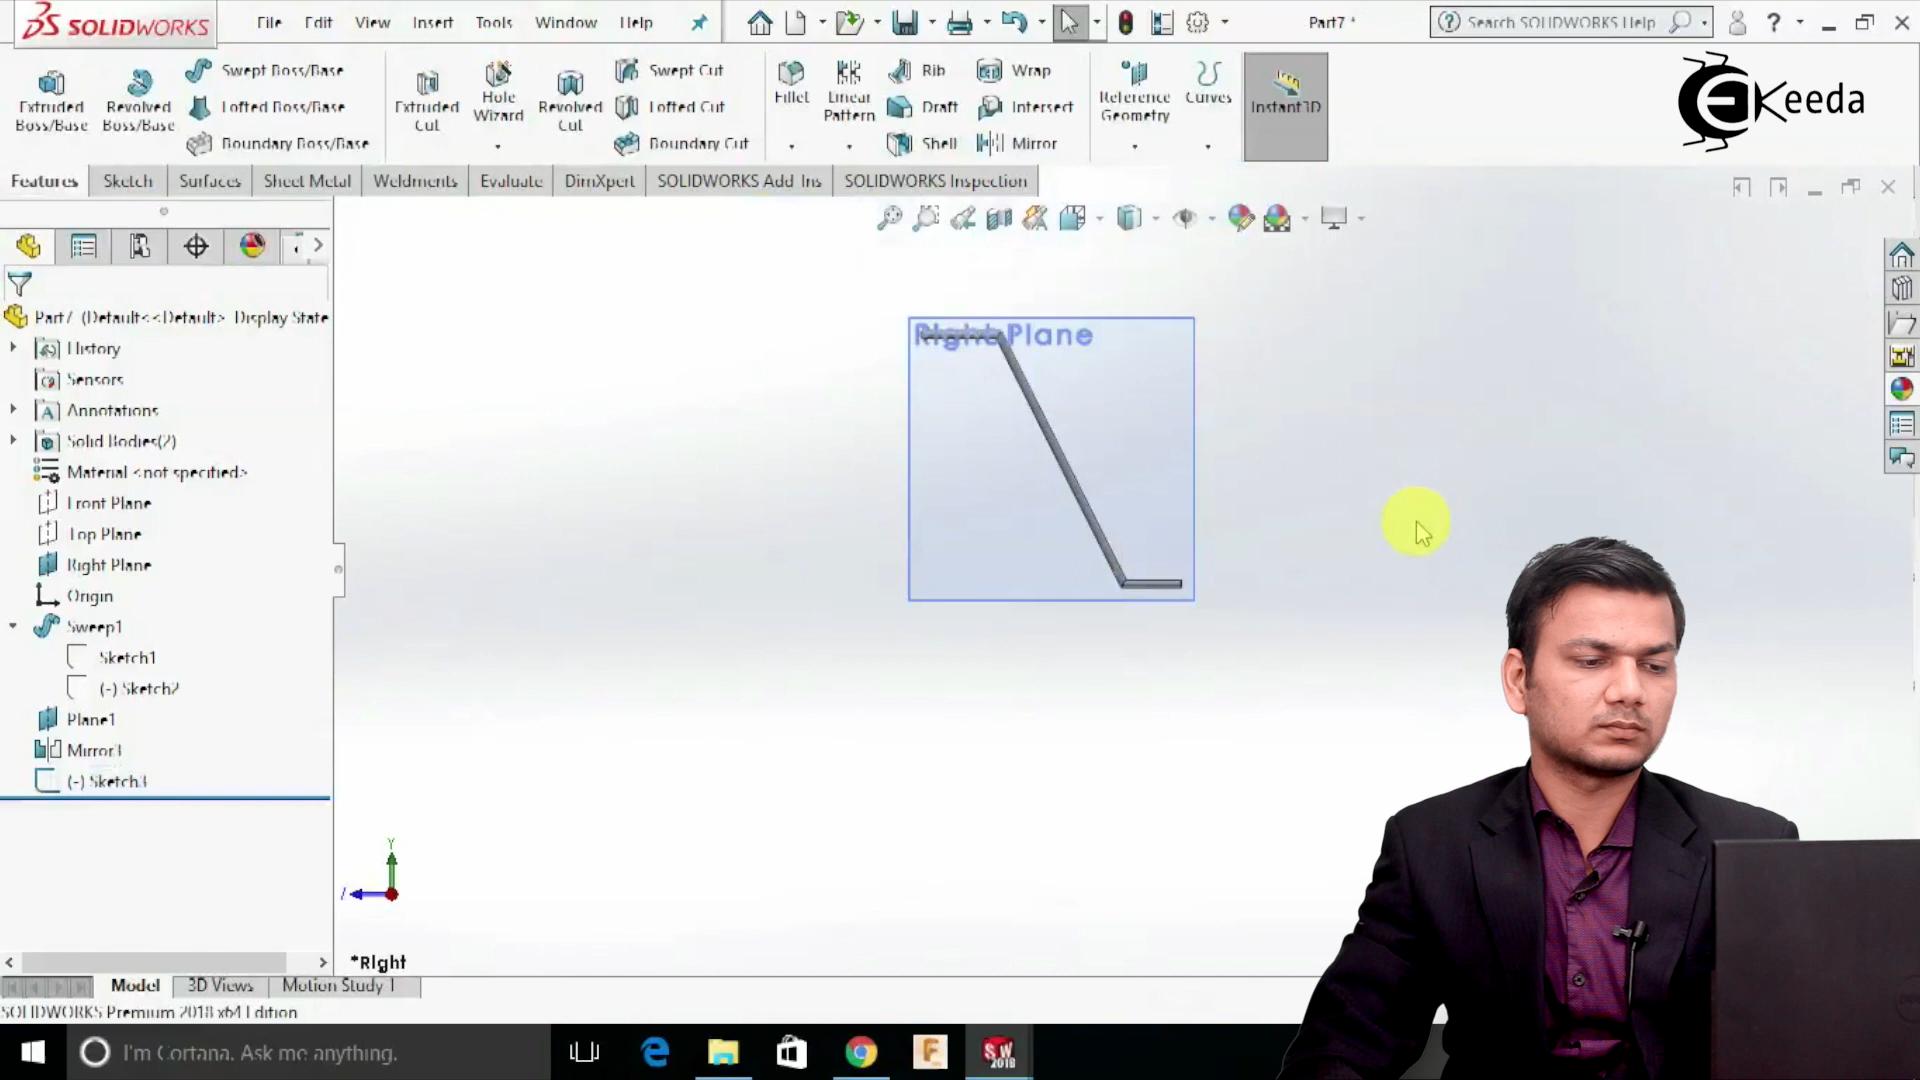 SOLIDWORKS
File Edit View Insert Tools Window Help
Part7 *
Search SOLIDWORKS Help
Extruded Boss/Base
Revolved Boss/Base
Swept Boss/Base
Lofted Boss/Base
Boundary Boss/Base
Extruded Cut
Hole Wizard
Revolved Cut
Swept Cut
Lofted Cut
Boundary Cut
Fillet
Linear Pattern
Rib
Draft
Shell
Wrap
Intersect
Mirror
Reference Geometry
Curves
Instant3D
Keeda
Features Sketch Surfaces Sheet Metal Weldments Evaluate DimXpert SOLIDWORKS Add-Ins SOLIDWORKS Inspection
Part7 (Default<<Default>_Display State
History
Sensors
Annotations
Solid Bodies(2)
Material <not specified>
Front Plane
Top Plane
Right Plane
Origin
Sweep1
Sketch1
(-) Sketch2
Plane1
Mirror3
(-) Sketch3
Right Plane
Y
*Right
Model 3D Views Motion Study 1
SOLIDWORKS Premium 2018 x64 Edition
I'm Cortana. Ask me anything.
SW
2018